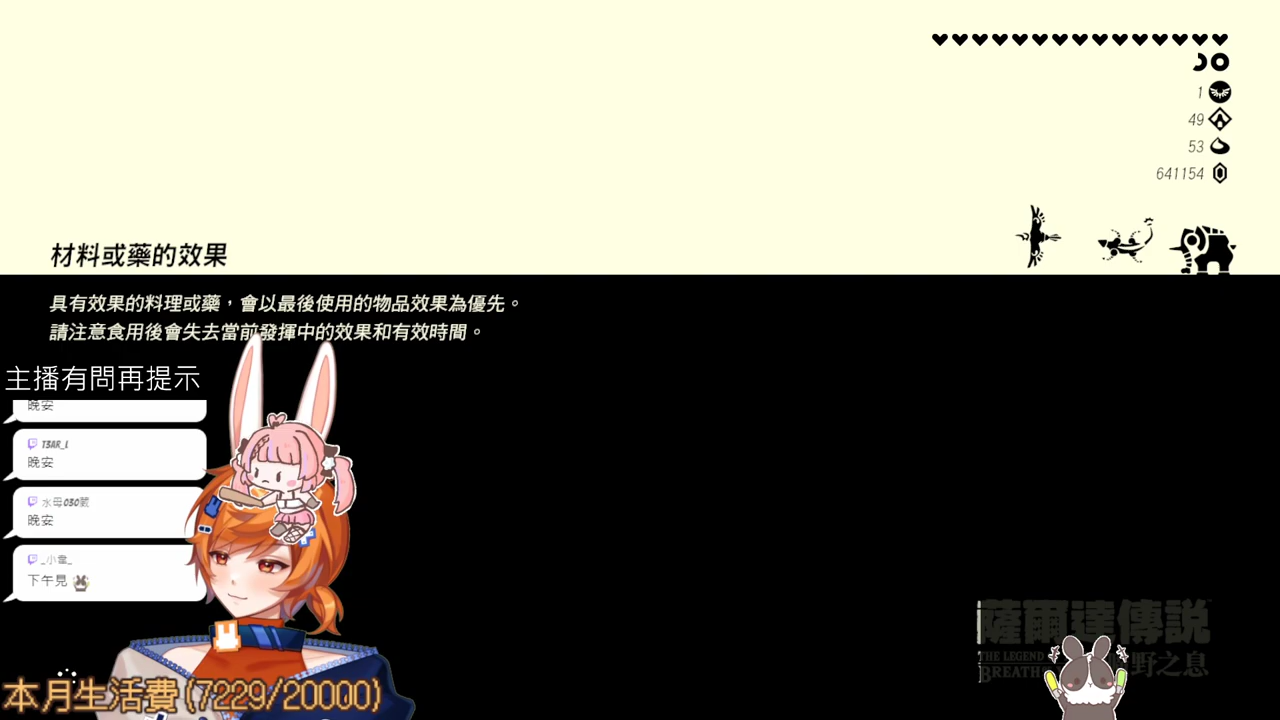 1
49
53
641154
材料或藥的效果
具有效果的料理或藥，會以最後使用的物品效果為優先。
請注意食用後會失去當前發揮中的效果和有效時間。
主播有問再提示
晚安
T3AR_L
晚安
水母030藏
晚安
_小韋_
下午見
薩爾達傳說
THE LEGEND
BREATH
野之息
本月生活費 (7229/20000)